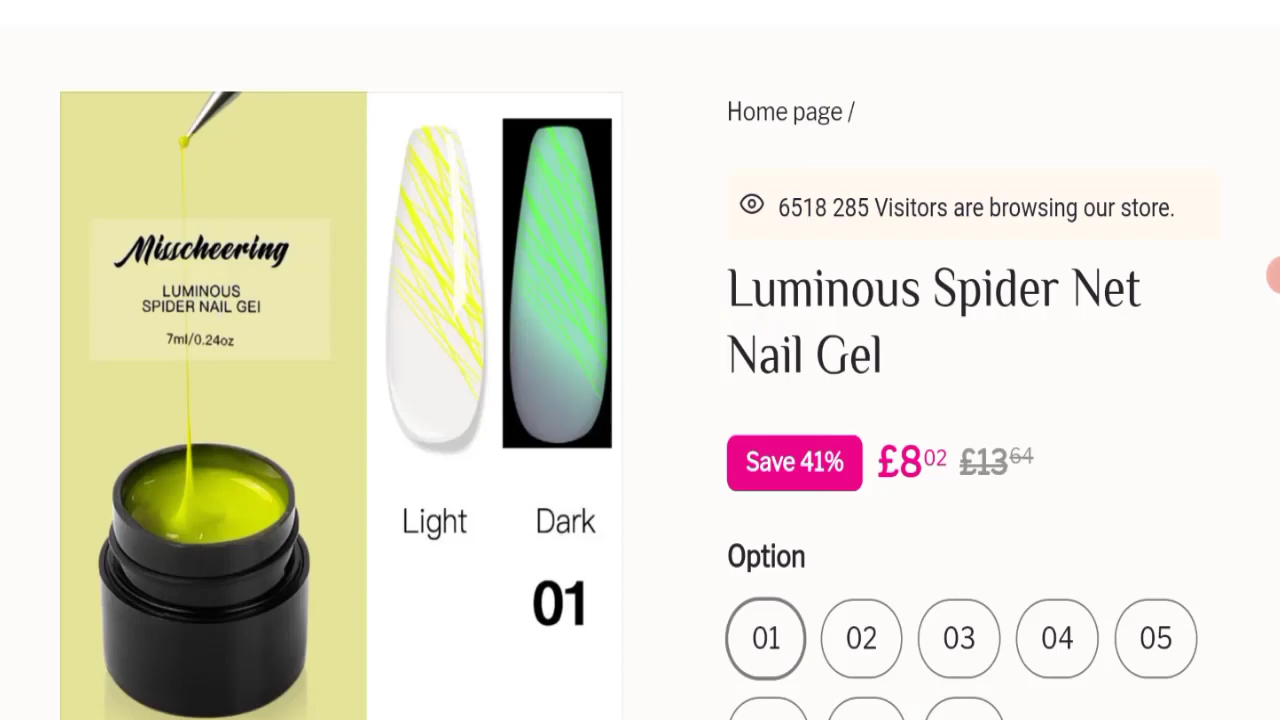 Misscheering
LUMINOUS
SPIDER NAIL GEl
7ml/0.24oz
Light
Dark
01
Home page /
6518 285 Visitors are browsing our store.
Luminous Spider Net
Nail Gel
Save 41% £802 £1364
Option
01 02 03 04 05